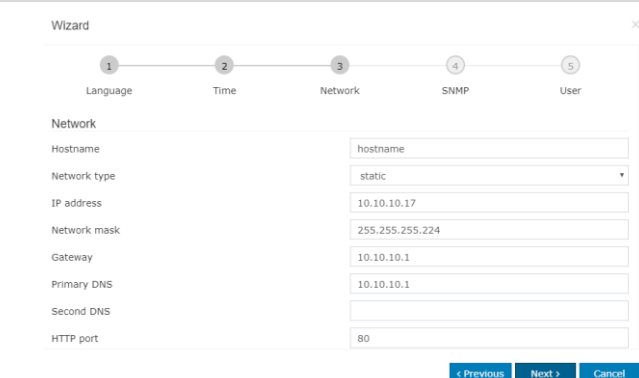 Wizard ×
1 2 3 4 5
Language Time Network SNMP User
Network
Hostname hostname
Network type static
IP address 10.10.10.17
Network mask 255.255.255.224
Gateway 10.10.10.1
Primary DNS 10.10.10.1
Second DNS
HTTP port 80
< Previous Next > Cancel